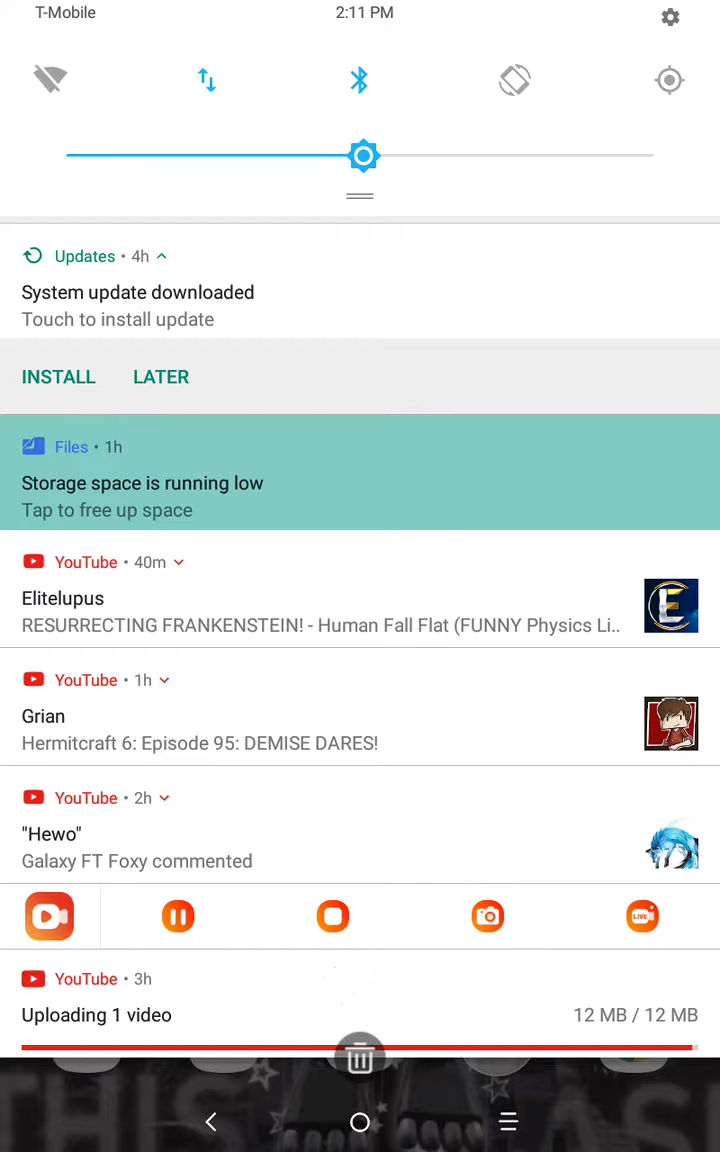 T-Mobile 2:11 PM
Updates • 4h
System update downloaded
Touch to install update
INSTALL LATER
Files • 1h
Storage space is running low
Tap to free up space
YouTube • 40m
Elitelupus
RESURRECTING FRANKENSTEIN! - Human Fall Flat (FUNNY Physics Li..
E
YouTube • 1h
Grian
Hermitcraft 6: Episode 95: DEMISE DARES!
YouTube • 2h
"Hewo"
Galaxy FT Foxy commented
LIVE
YouTube • 3h
Uploading 1 video 12 MB / 12 MB
THIS